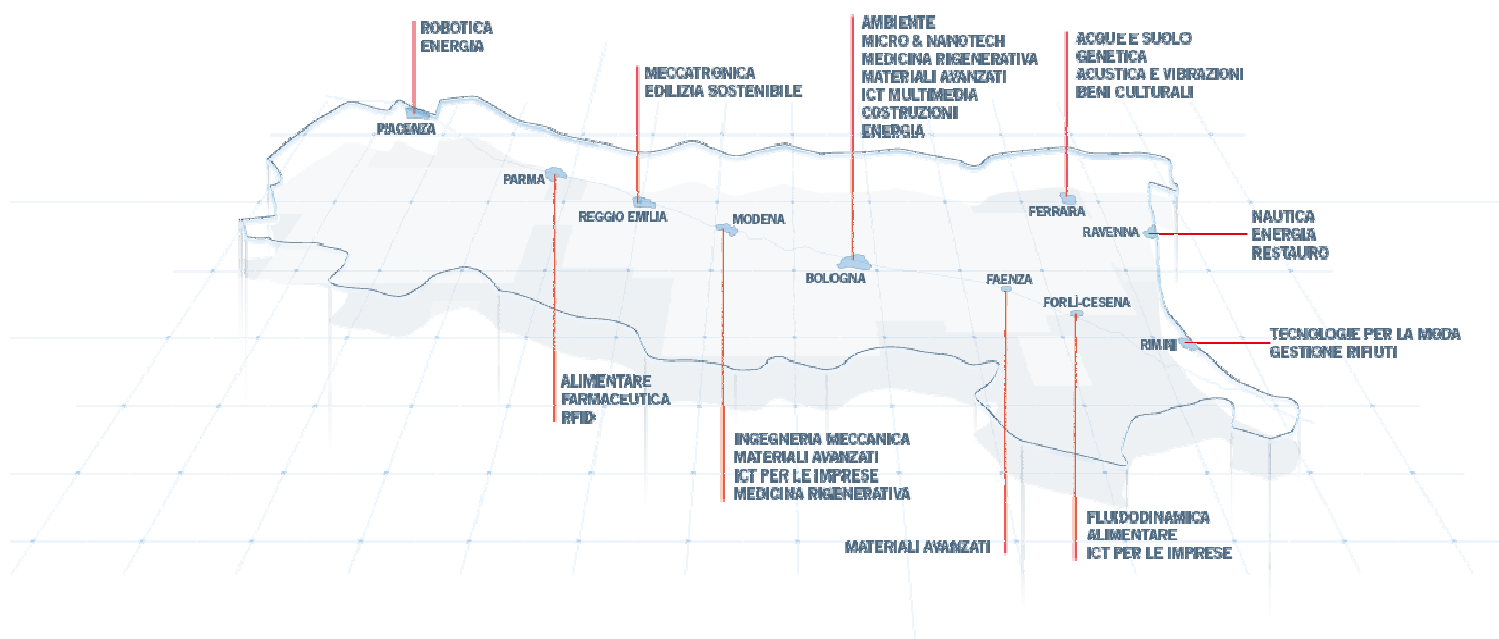 ROBOTICA
ENERGIA
PIACENZA
MECCATRONICA
EDILIZIA SOSTENIBILE
AMBIENTE
MICRO & NANOTECH
MEDICINA RIGENERATIVA
MATERIALI AVANZATI
ICT MULTIMEDIA
COSTRUZIONI
ENERGIA
ACQUE E SUOLO
GENETICA
ACUSTICA E VIBRAZIONI
BENI CULTURALI
PARMA
REGGIO EMILIA
MODENA
FERRARA
RAVENNA
NAUTICA
ENERGIA
RESTAURO
BOLOGNA
FAENZA
FORLÌ-CESENA
RIMINI
TECNOLOGIE PER LA MODA
GESTIONE RIFIUTI
ALIMENTARE
FARMACEUTICA
RFID
INGEGNERIA MECCANICA
MATERIALI AVANZATI
ICT PER LE IMPRESE
MEDICINA RIGENERATIVA
MATERIALI AVANZATI
FLUIDODINAMICA
ALIMENTARE
ICT PER LE IMPRESE